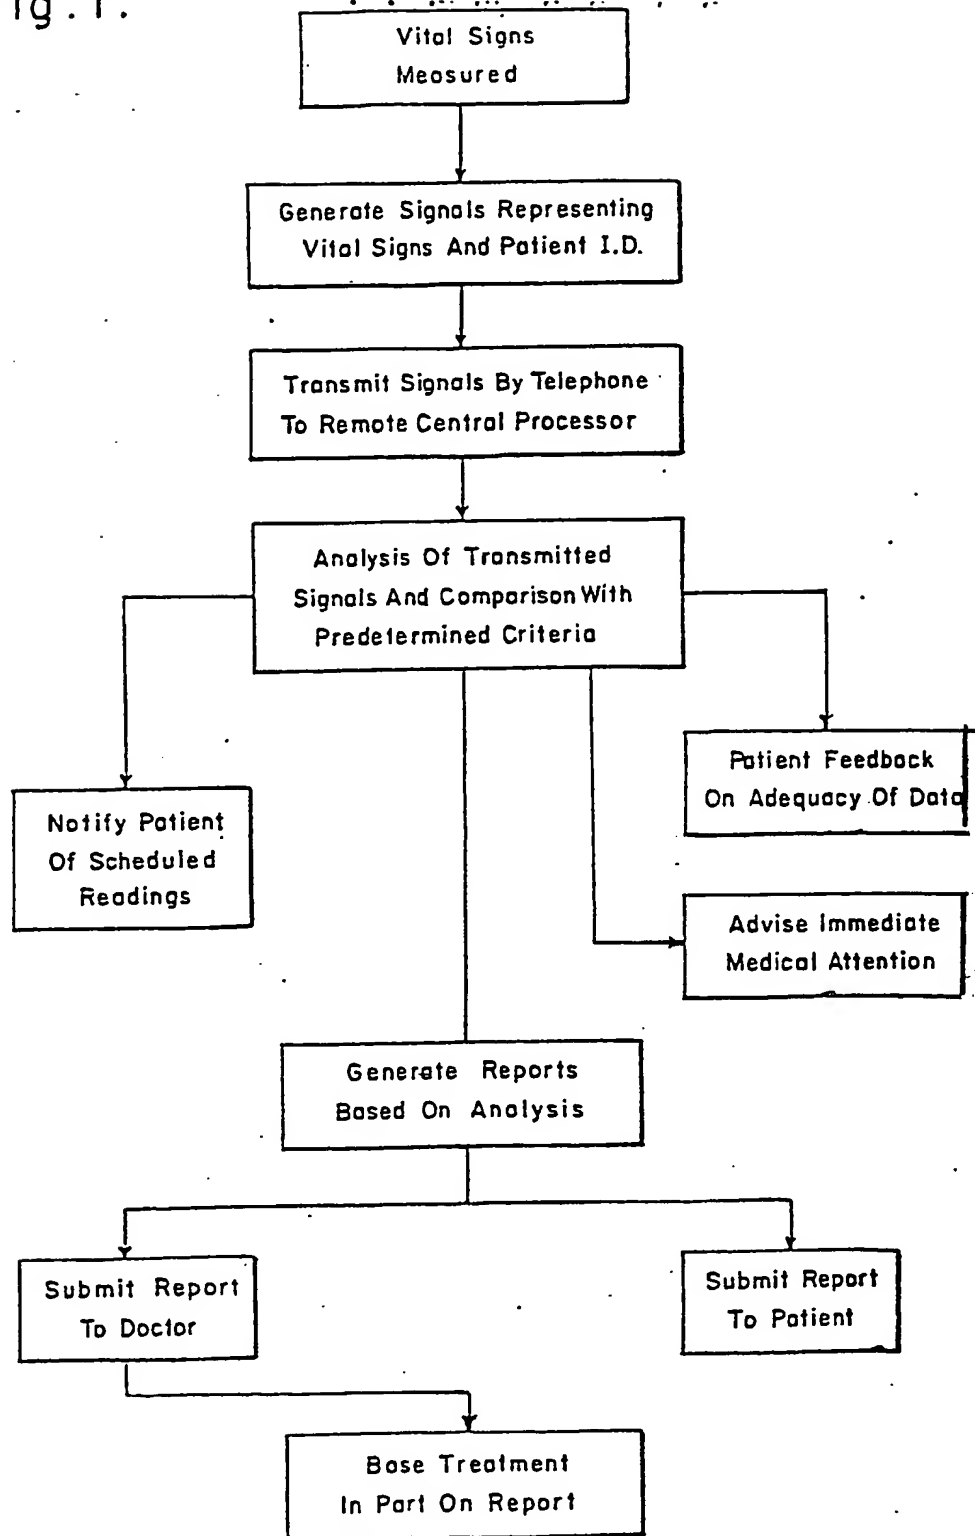 ig. 1.
Vital Signs
Measured
Generate Signals Representing
Vital Signs And Patient I.D.
Transmit Signals By Telephone
To Remote Central Processor
Analysis Of Transmitted
Signals And Comparison With
Predetermined Criteria
Patient Feedback
On Adequacy Of Data
Notify Patient
Of Scheduled
Readings
Advise Immediate
Medical Attention
Generate Reports
Based On Analysis
Submit Report
To Doctor
Submit Report
To Patient
Base Treatment
In Part On Report